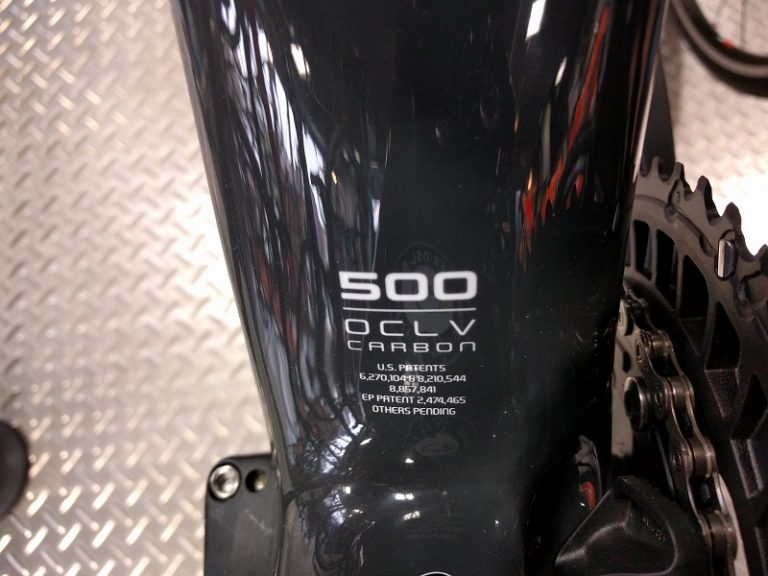 500
OCLV
CARBON
U.S. PATENTS
6,270,104 & 8,210,544
8,857,841
EP PATENT 2,474,465
OTHERS PENDING